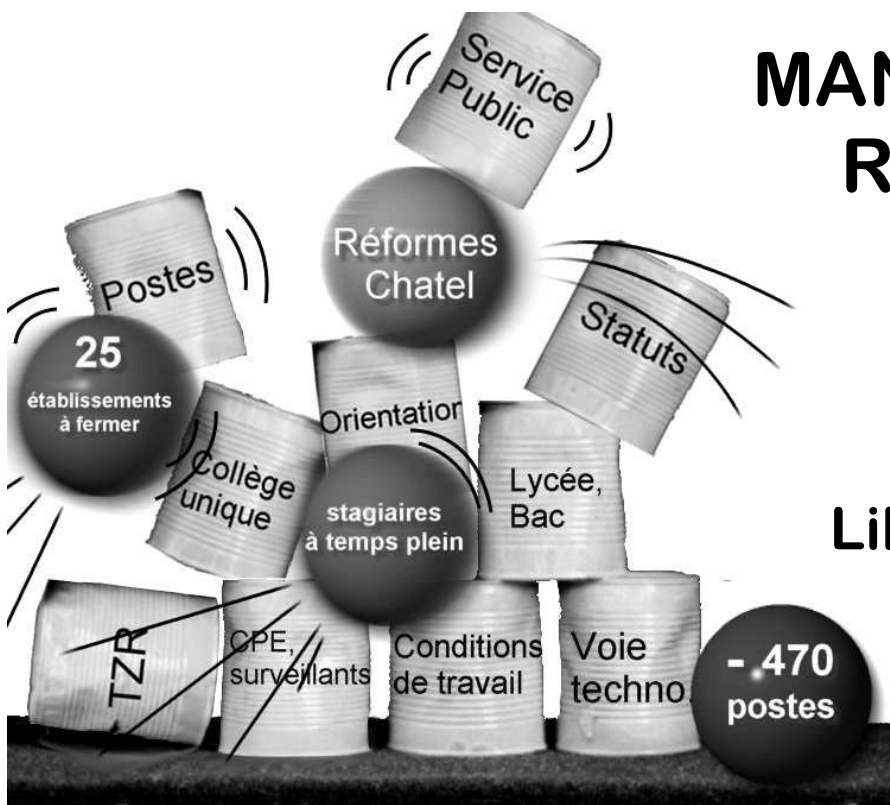 Service
Public
MAN
R
Réformes
Chatel
Postes
Statuts
25
établissements
à fermer
Orientation
Collège
unique
Lycée,
Bac
stagiaires
à temps plein
Lil
TZR
CPE,
surveillants
Conditions
de travail
Voie
techno
- .470
postes